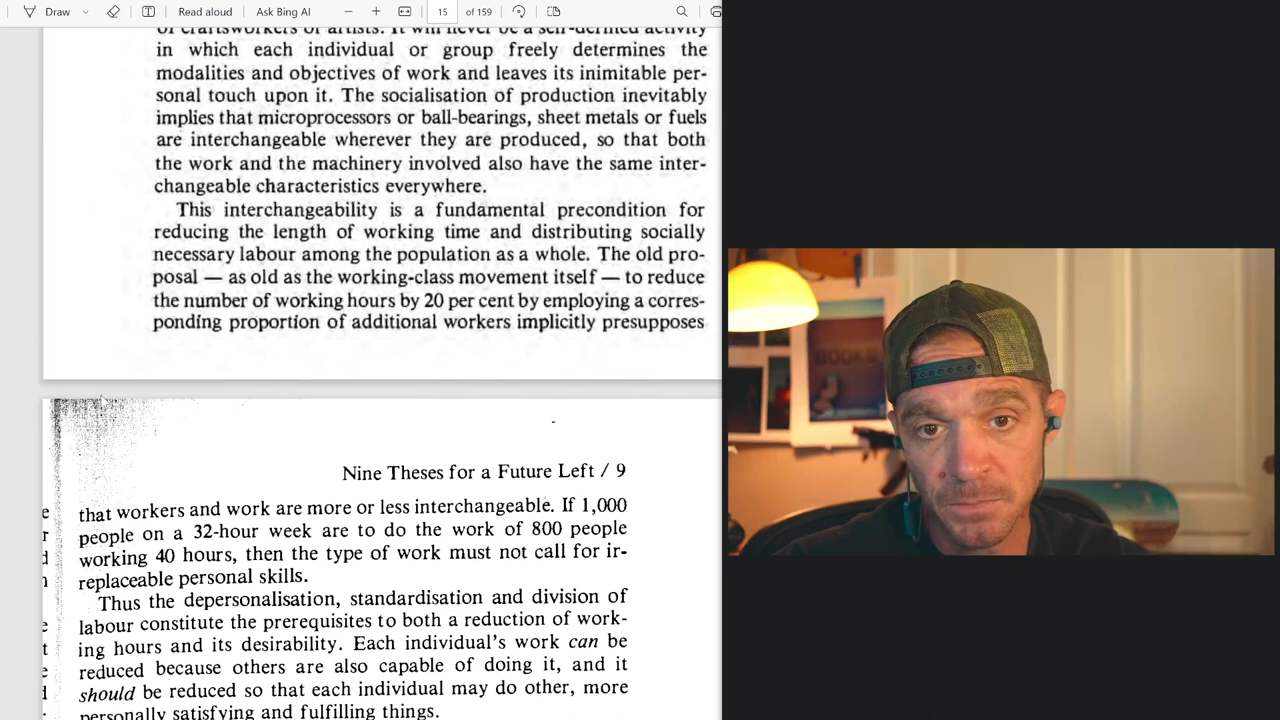 Draw
Read aloud
Ask Bing AI
15
of 159
of craftsworkers or artists. It will never be a self-defined activity
in which each individual or group freely determines the
modalities and objectives of work and leaves its inimitable per-
sonal touch upon it. The socialisation of production inevitably
implies that microprocessors or ball-bearings, sheet metals or fuels
are interchangeable wherever they are produced, so that both
the work and the machinery involved also have the same inter-
changeable characteristics everywhere.
This interchangeability is a fundamental precondition for
reducing the length of working time and distributing socially
necessary labour among the population as a whole. The old pro-
posal — as old as the working-class movement itself — to reduce
the number of working hours by 20 per cent by employing a corres-
ponding proportion of additional workers implicitly presupposes
Nine Theses for a Future Left / 9
that workers and work are more or less interchangeable. If 1,000
people on a 32-hour week are to do the work of 800 people
working 40 hours, then the type of work must not call for ir-
replaceable personal skills.
Thus the depersonalisation, standardisation and division of
labour constitute the prerequisites to both a reduction of work-
ing hours and its desirability. Each individual's work can be
reduced because others are also capable of doing it, and it
should be reduced so that each individual may do other, more
personally satisfying and fulfilling things.
BOOKS